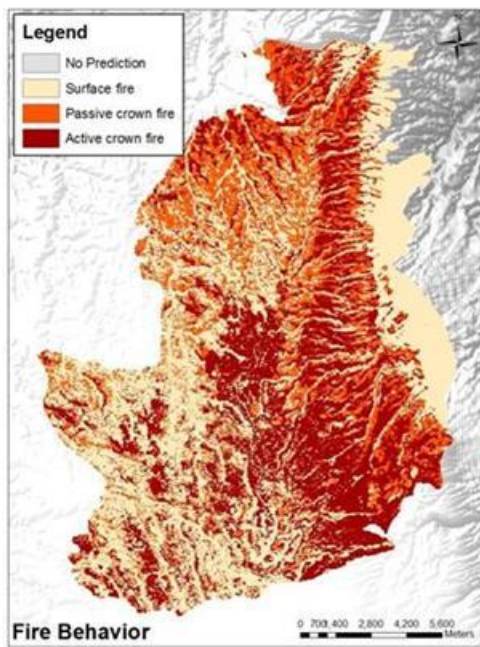 Legend
No Prediction
Surface fire
Passive crown fire
Active crown fire
Fire Behavior
0 700 1,400 2,800 4,200 5,600
Meters